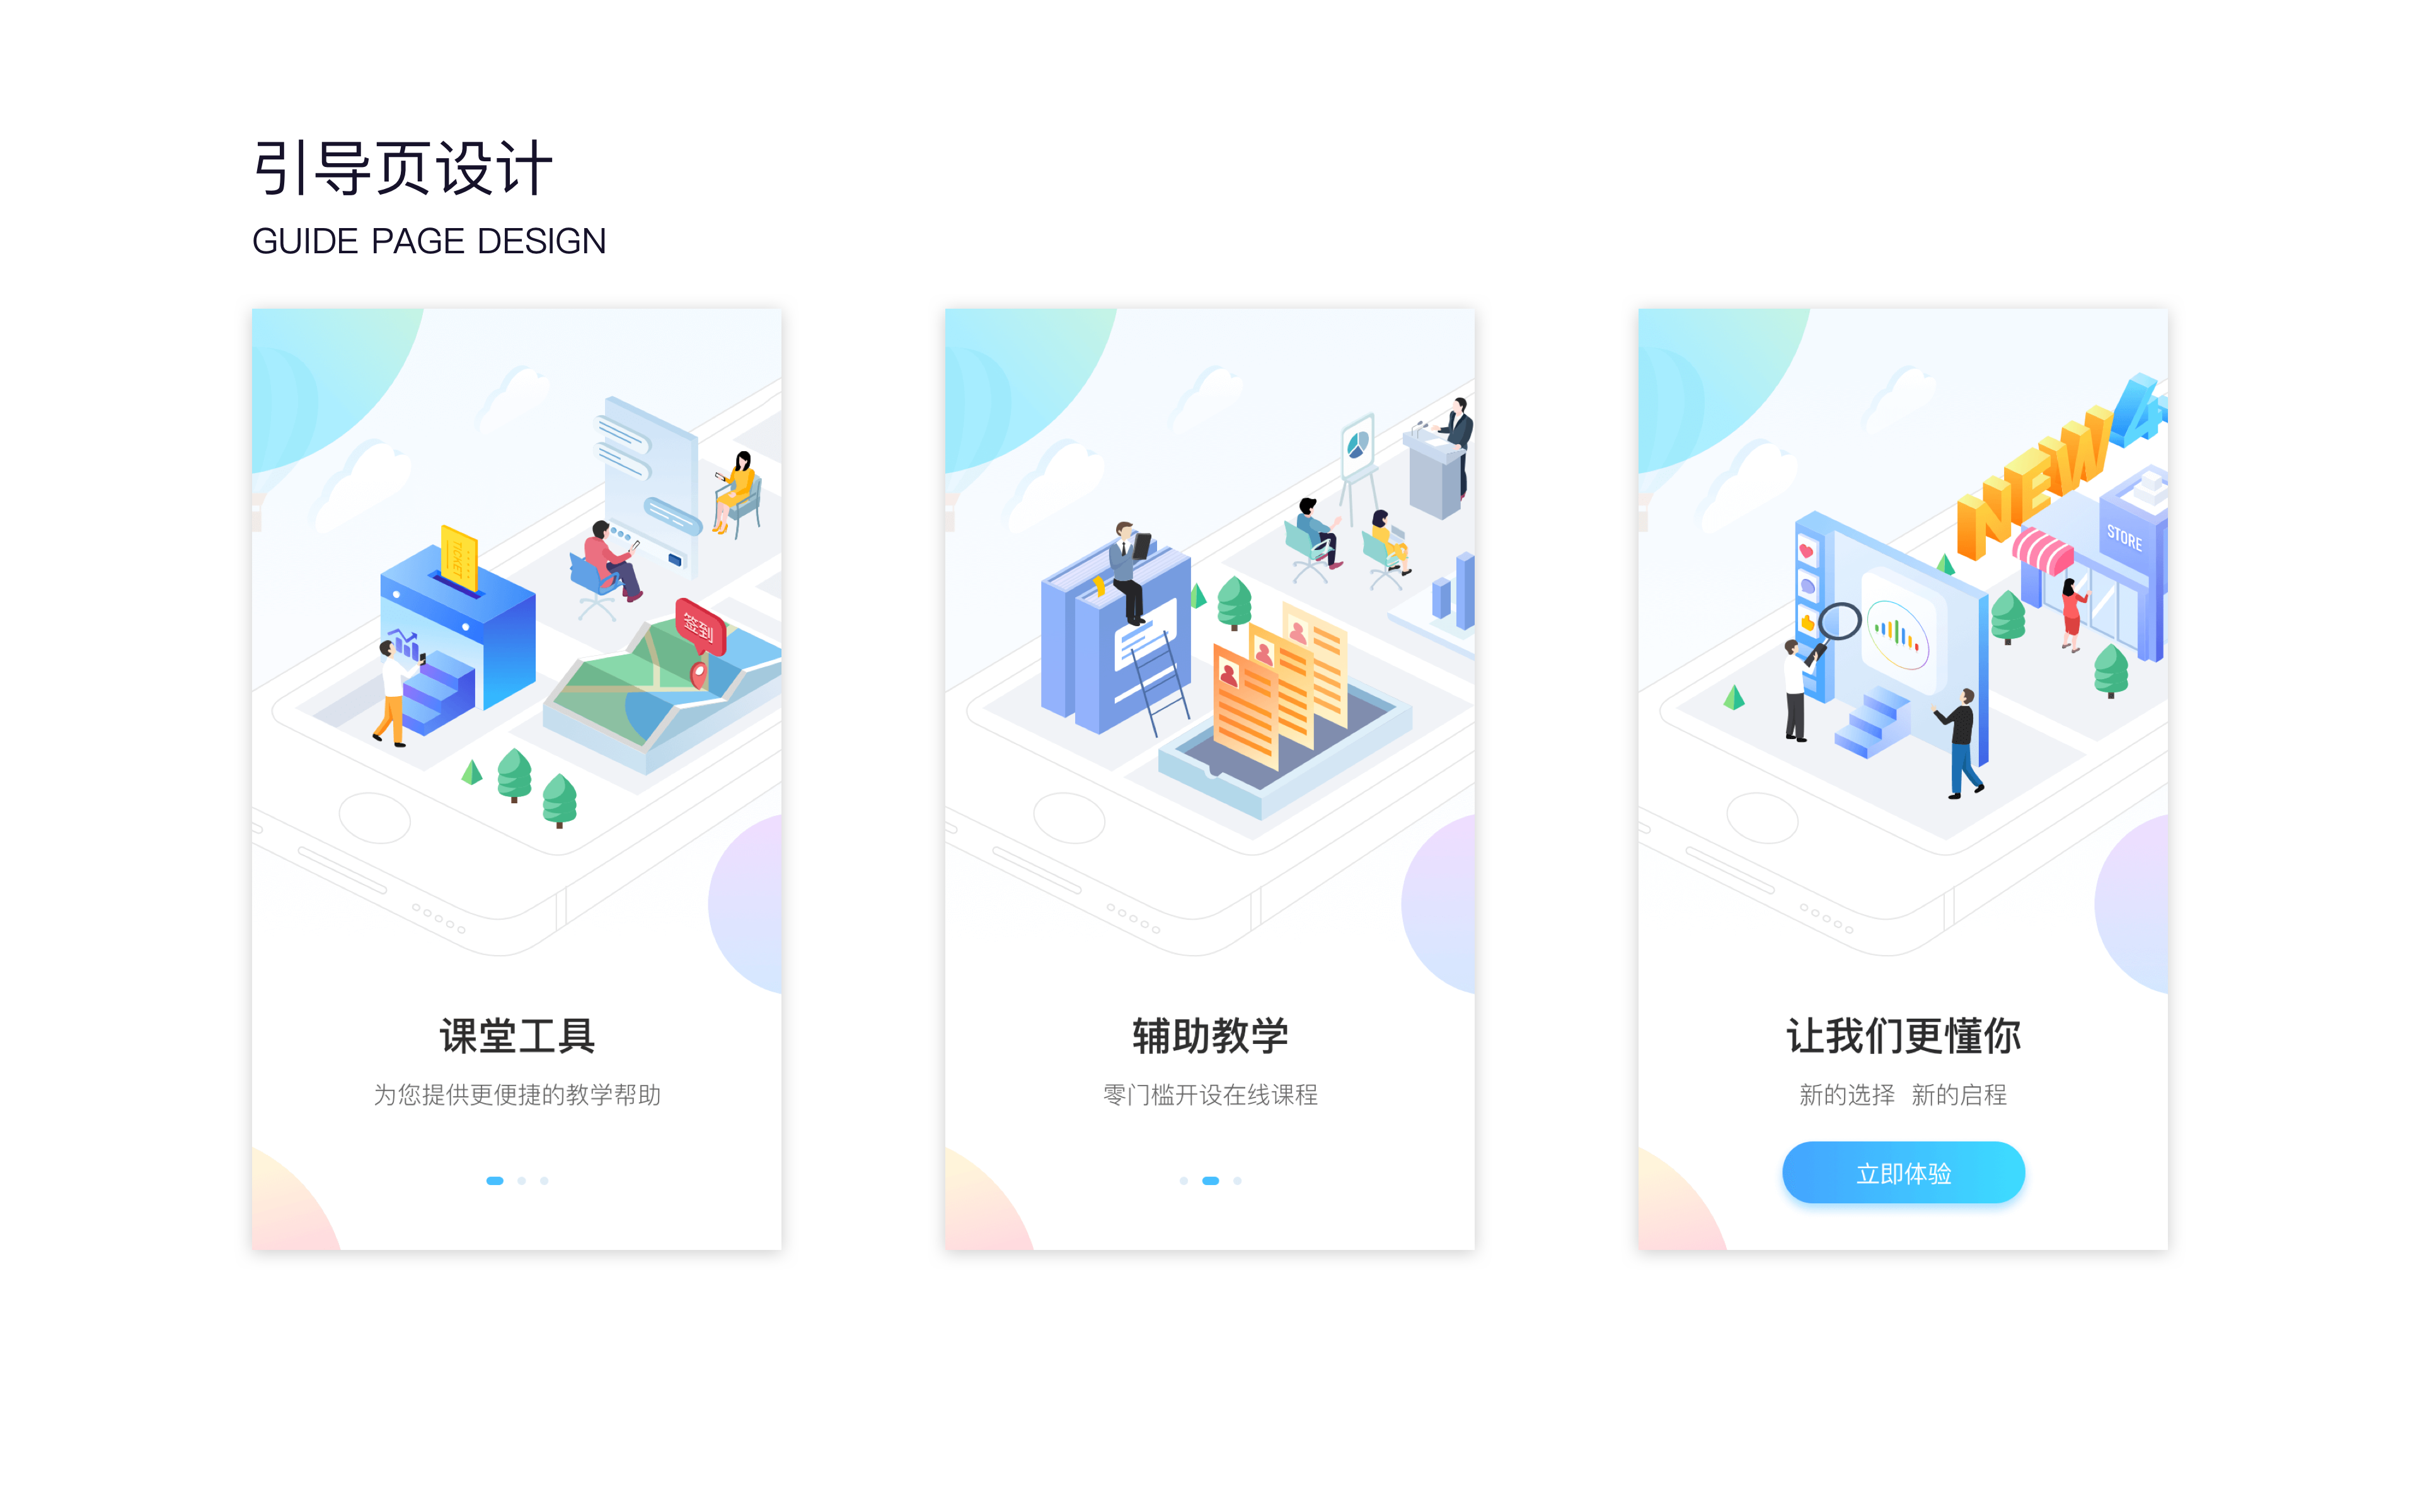 引导页设计
GUIDE PAGE DESIGN
TICKET
签到
课堂工具
为您提供更便捷的教学帮助
辅助教学
零门槛开设在线课程
NEW 4
STORE
让我们更懂你
新的选择 新的启程
立即体验